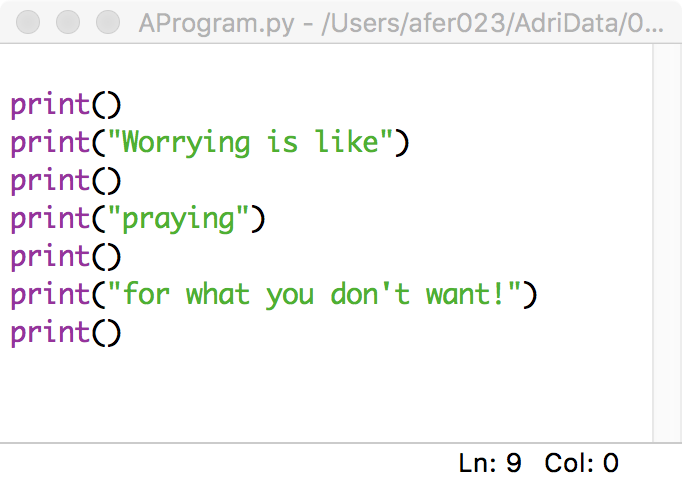 AProgram.py - /Users/afer023/AdriData/0...
print()
print("Worrying is like")
print()
print("praying")
print()
print("for what you don't want!")
print()
Ln: 9 Col: 0